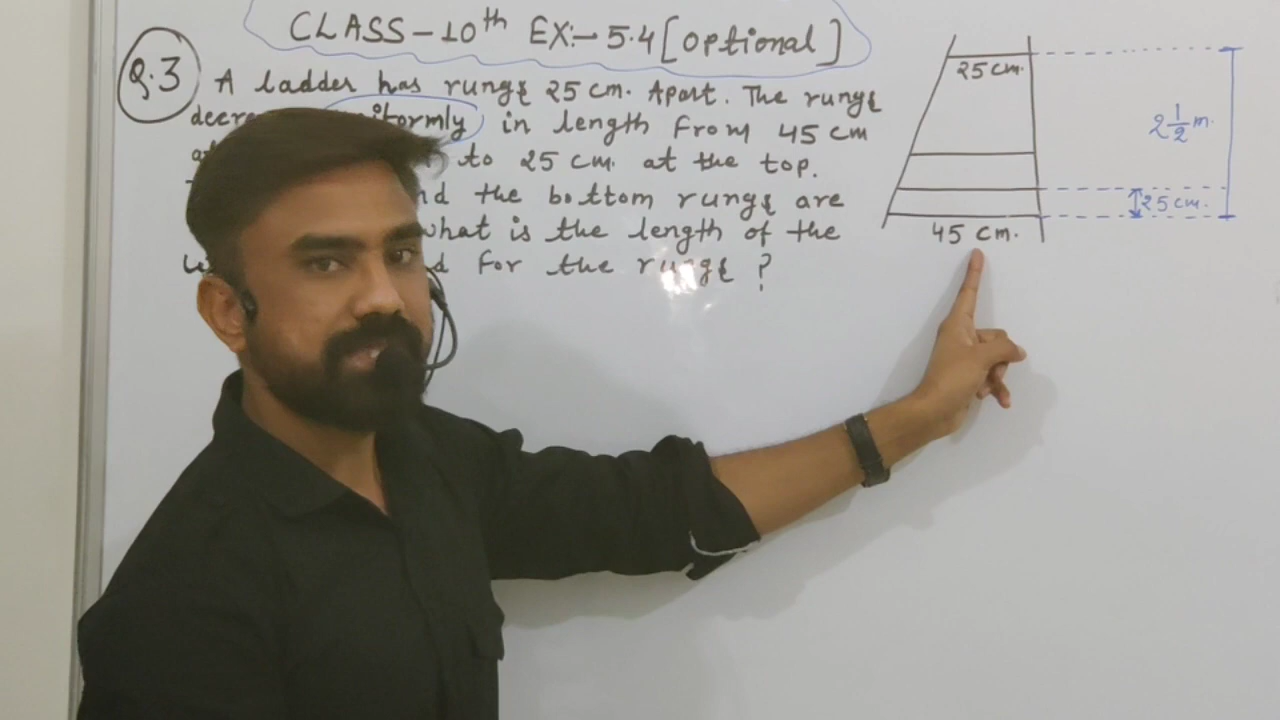 CLASS-10th EX:- 5.4 [Optional]
Q.3 A ladder has rungs 25 cm. Apart. The rungs
in length from 45 cm
to 25 cm. at the top.
the bottom rungs are
what is the length of the
for the rungs ?
25 cm.
2 1/2 m.
25 cm.
45 cm.